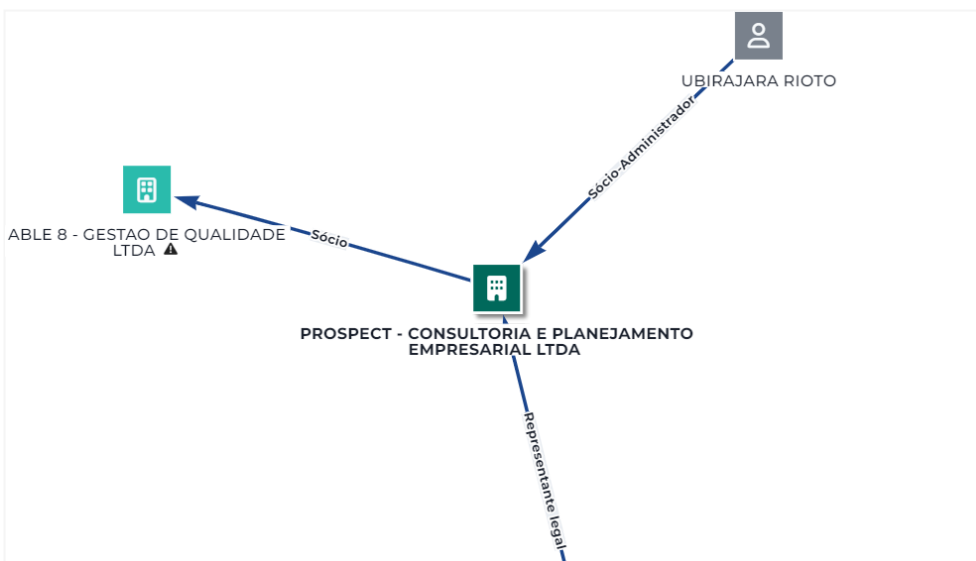 UBIRAJARA RIOTO
Sócio-Administrador
ABLE 8 - GESTAO DE QUALIDADE
LTDA
Sócio
PROSPECT - CONSULTORIA E PLANEJAMENTO
EMPRESARIAL LTDA
Representante legal